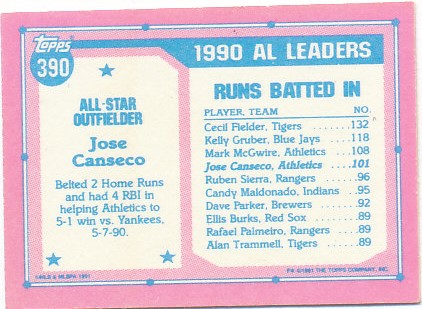 Topps
390
ALL-STAR
OUTFIELDER
Jose
Canseco
Belted 2 Home Runs
and had 4 RBI in
helping Athletics to
5-1 win vs. Yankees,
5-7-90.
©MLB & MLBPA 1991
1990 AL LEADERS
RUNS BATTED IN
PLAYER, TEAM NO.
Cecil Fielder, Tigers ......132
Kelly Gruber, Blue Jays ....118
Mark McGwire, Athletics ....108
Jose Canseco, Athletics ....101
Ruben Sierra, Rangers ......96
Candy Maldonado, Indians ..95
Dave Parker, Brewers .......92
Ellis Burks, Red Sox ........89
Rafael Palmeiro, Rangers ....89
Alan Trammell, Tigers .......89
©1991 THE TOPPS COMPANY, INC.